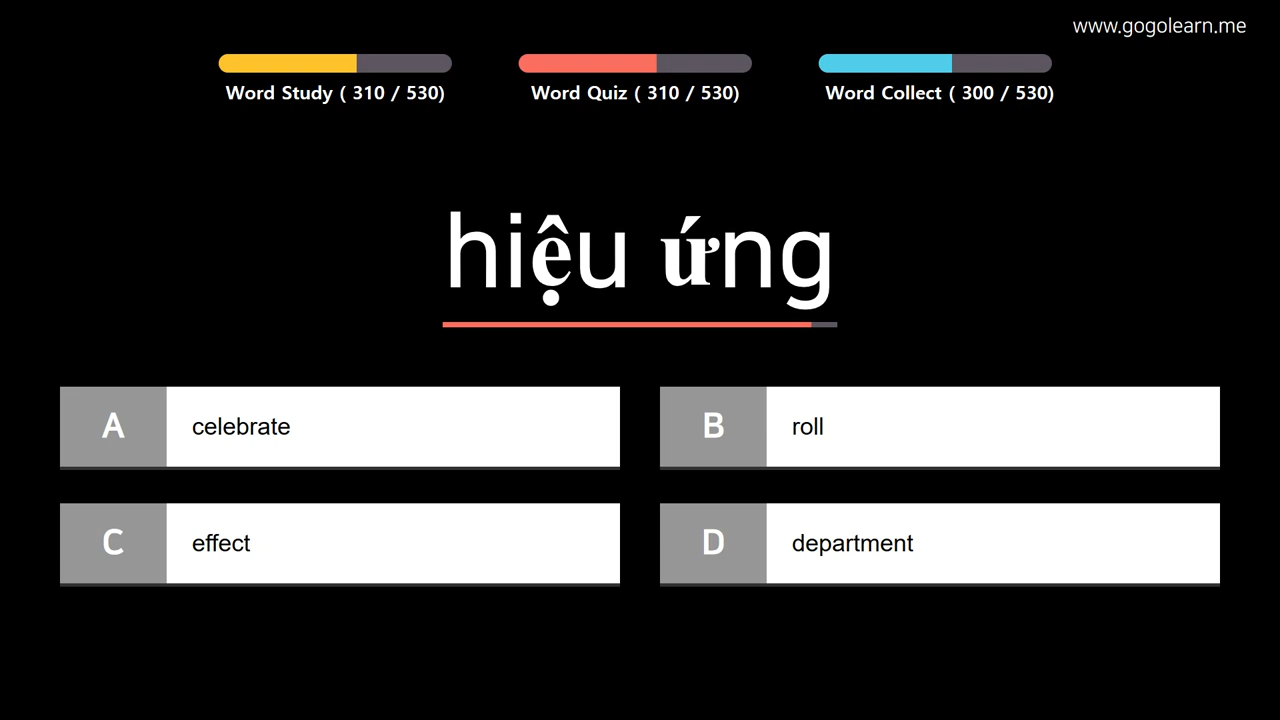 www.gogolearn.me
Word Study ( 310 / 530)
Word Quiz ( 310 / 530)
Word Collect ( 300 / 530)
hiệu ứng
A celebrate
B roll
C effect
D department